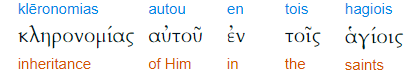 klēronomias autou en tois hagiois
κληρονομίας αὐτοῦ ἐν τοῖς ἁγίοις
inheritance of Him in the saints